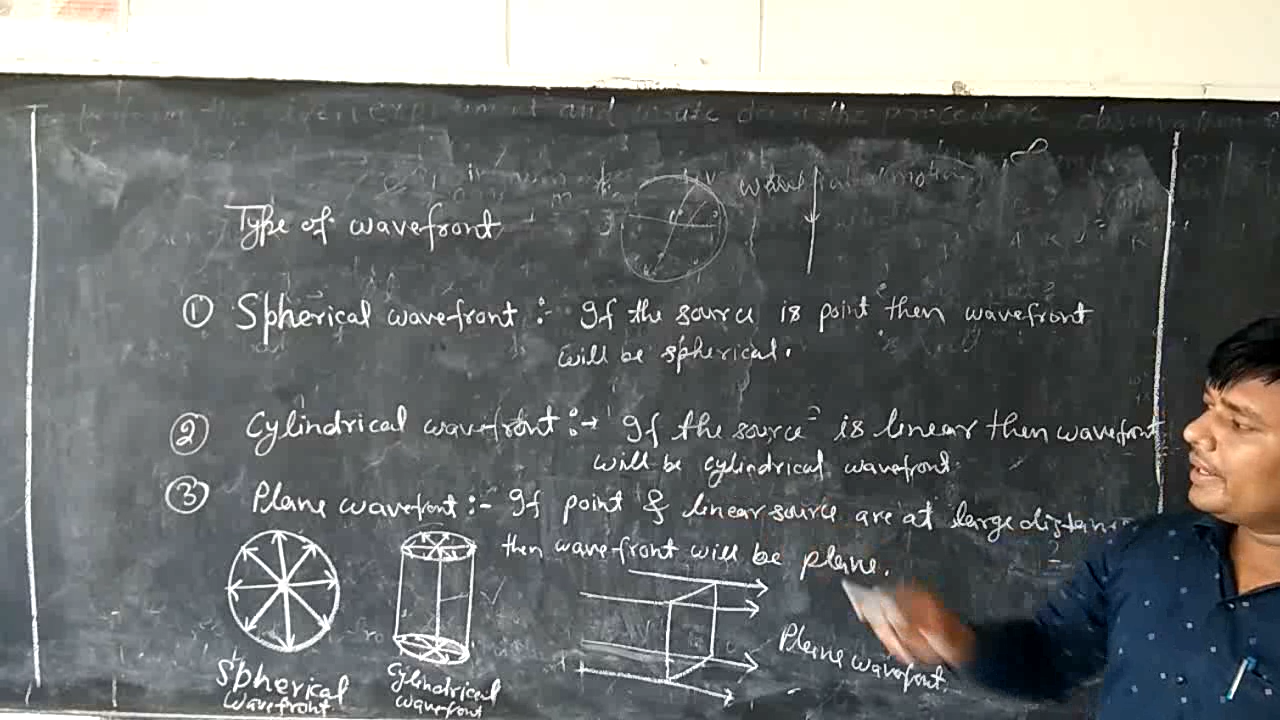 Type of wavefront
① Spherical wavefront :- If the source is point then wavefront
will be spherical.
② Cylindrical wavefront :→ If the source is linear then wavefront
will be cylindrical wavefront.
③ Plane wavefont :- If point & linear source are at large distance
then wavefront will be plane.
Spherical
wavefront
Cylindrical
wavefront
Plane wavefont.